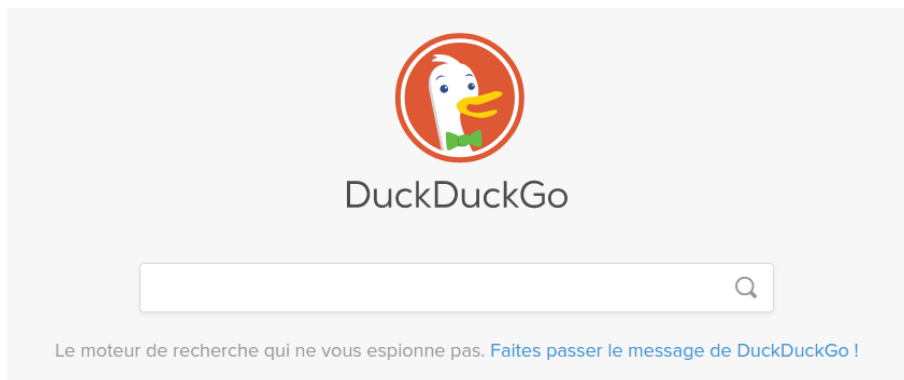 DuckDuckGo
Le moteur de recherche qui ne vous espionne pas. Faites passer le message de DuckDuckGo !